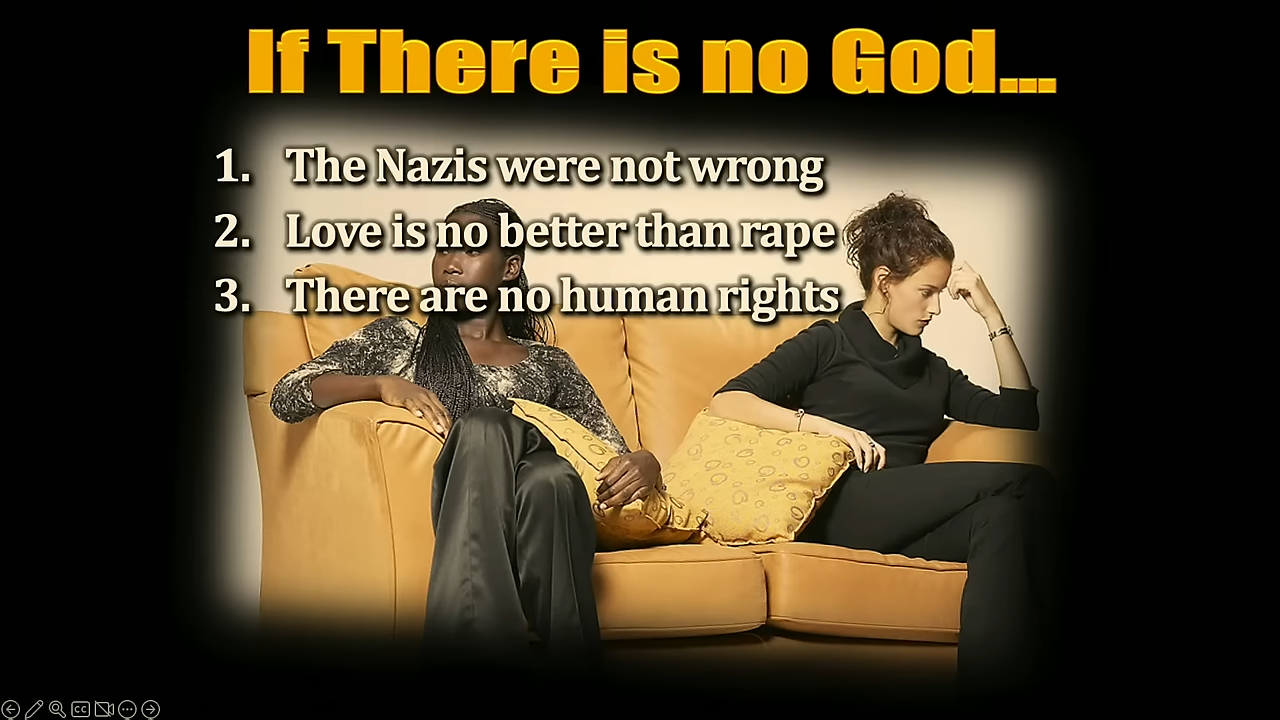 If There is no God...
1. The Nazis were not wrong
2. Love is no better than rape
3. There are no human rights
CC